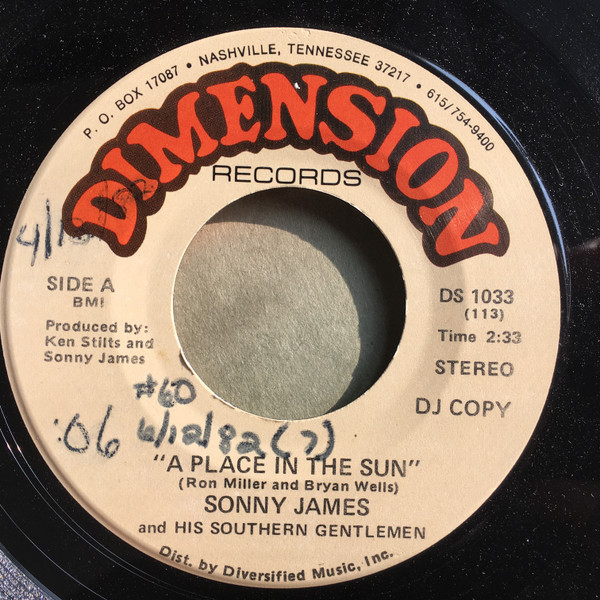 P. O. BOX 17087 • NASHVILLE, TENNESSEE 37217 • 615/754-9400
DIMENSION
RECORDS
SIDE A
BMI
Produced by:
Ken Stilts and
Sonny James
DS 1033
(113)
Time 2:33
STEREO
DJ COPY
#60
:06
6/12/82 (7)
"A PLACE IN THE SUN"
(Ron Miller and Bryan Wells)
SONNY JAMES
and HIS SOUTHERN GENTLEMEN
Dist. by Diversified Music, Inc.